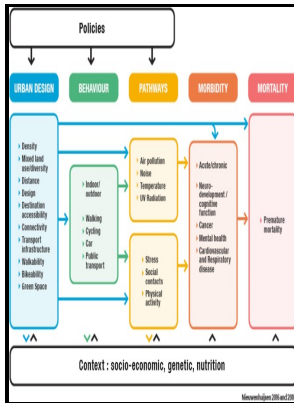 Policies
URBAN DESIGN
BEHAVIOUR
PATHWAYS
MORBIDITY
MORTALITY
Density
Mixed land
use/diversity
Distance
Design
Destination
accessibility
Connectivity
Transport
infrastructure
Walkability
Bikeability
Green Space
Indoor/
outdoor
Walking
Cycling
Car
Public
transport
Air pollution
Noise
Temperature
UV Radiation
Stress
Social
contacts
Physical
activity
Acute/chronic
Neuro-
development /
cognitive
function
Cancer
Mental health
Cardiovascular
and Respiratory
disease
Premature
mortality
Context : socio-economic, genetic, nutrition
Nieuwenhuijsen 2016 and